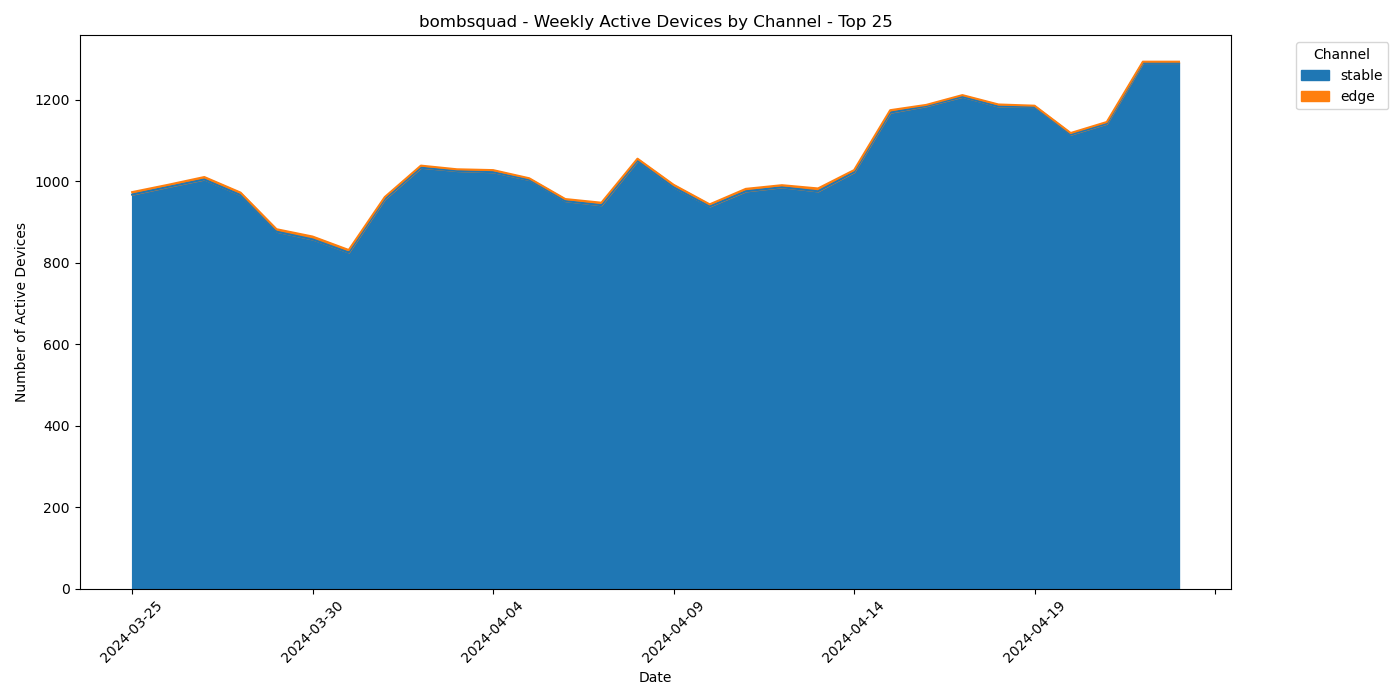 bombsquad - Weekly Active Devices by Channel - Top 25
Channel
stable
edge
Number of Active Devices
1200
1000
800
600
400
200
0
2024-03-25
2024-03-30
2024-04-04
2024-04-09
2024-04-14
2024-04-19
Date